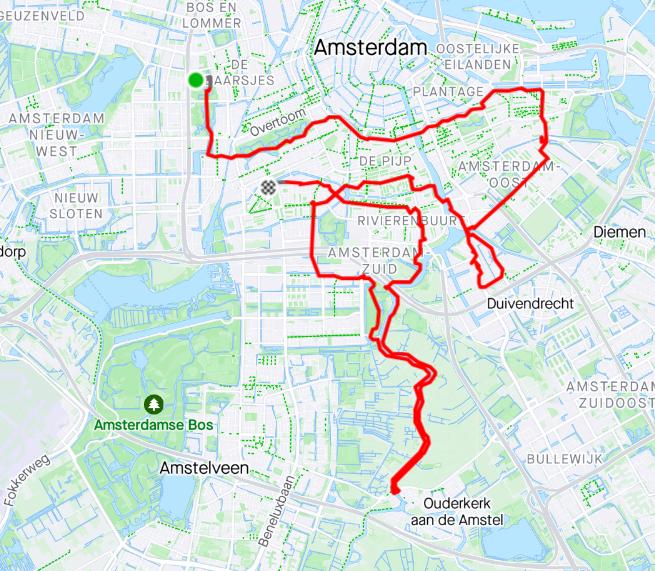 GEUZENVELD
BOS EN
LOMMER
DE
BAARSJES
Amsterdam
OOSTELIJKE
EILANDEN
PLANTAGE
AMSTERDAM
NIEUW-
WEST
Overtoom
DE PIJP
AMSTERDAM-
OOST
NIEUW
SLOTEN
RIVIERENBUURT
Diemen
dorp
AMSTERDAM
ZUID
Duivendrecht
AMSTERDAM
ZUIDOOST
Amsterdamse Bos
BULLEWIJK
Amstelveen
Fokkerweg
Beneluxbaan
Ouderkerk
aan de Amstel